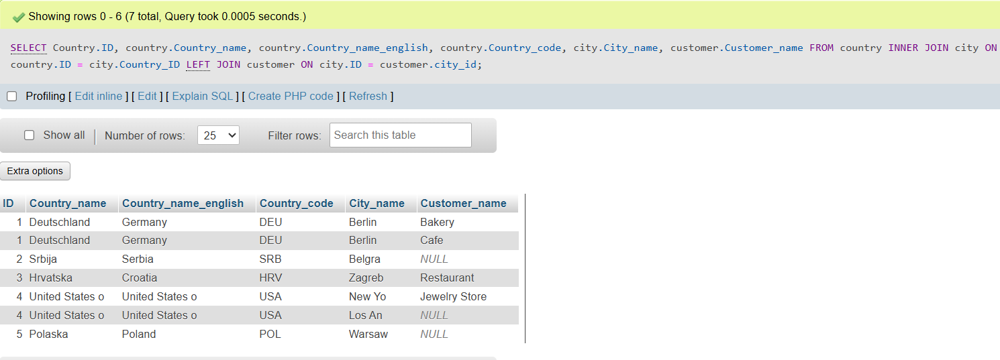 Showing rows 0 - 6 (7 total, Query took 0.0005 seconds.)
SELECT Country.ID, country.Country_name, country.Country_name_english, country.Country_code, city.City_name, customer.Customer_name FROM country INNER JOIN city ON
country.ID = city.Country_ID LEFT JOIN customer ON city.ID = customer.city_id;
Profiling [ Edit inline ] [ Edit ] [ Explain SQL ] [ Create PHP code ] [ Refresh ]
Show all Number of rows: 25 Filter rows: Search this table
Extra options
ID Country_name Country_name_english Country_code City_name Customer_name
1 Deutschland Germany DEU Berlin Bakery
1 Deutschland Germany DEU Berlin Cafe
2 Srbija Serbia SRB Belgra NULL
3 Hrvatska Croatia HRV Zagreb Restaurant
4 United States o United States o USA New Yo Jewelry Store
4 United States o United States o USA Los An NULL
5 Polaska Poland POL Warsaw NULL